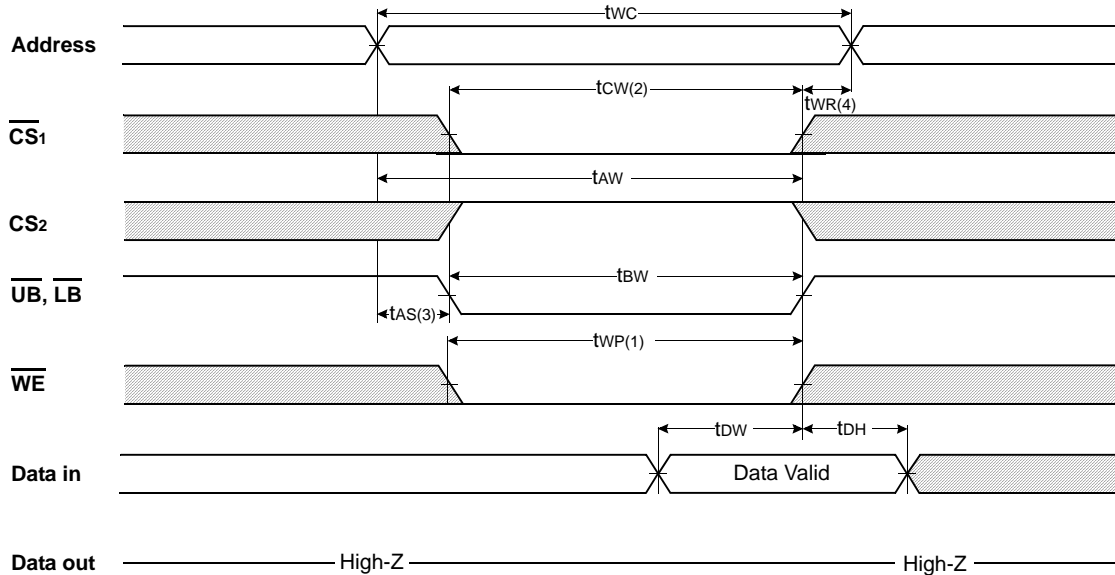 tWC
Address
tCW(2)
tWR(4)
CS1
tAW
CS2
tBW
UB, LB
tAS(3)
tWP(1)
WE
tDW
tDH
Data in
Data Valid
Data out
High-Z
High-Z